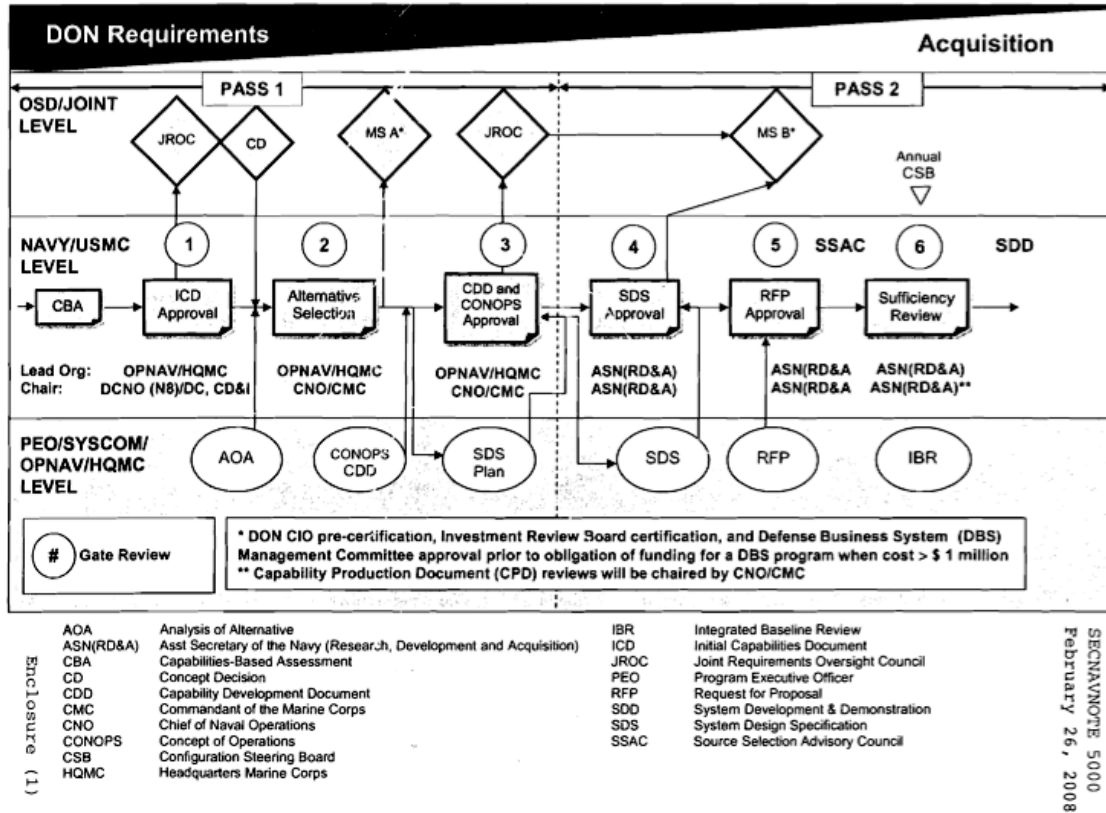 DON Requirements
Acquisition
PASS 1
PASS 2
OSD/JOINT
LEVEL
JROC
CD
MS A*
JROC
MS B*
Annual
CSB
NAVY/USMC
LEVEL
1
2
3
4
5
SSAC
6
SDD
CBA
ICD
Approval
Alternative
Selection
CDD and
CONOPS
Approval
SDS
Approval
RFP
Approval
Sufficiency
Review
Lead Org:
Chair:
OPNAV/HQMC
DCNO (N8)/DC, CD&I
OPNAV/HQMC
CNO/CMC
OPNAV/HQMC
CNO/CMC
ASN(RD&A)
ASN(RD&A)
ASN(RD&A
ASN(RD&A
ASN(RD&A)
ASN(RD&A)**
PEO/SYSCOM/
OPNAV/HQMC
LEVEL
AOA
CONOPS
CDD
SDS
Plan
SDS
RFP
IBR
# Gate Review
* DON CIO pre-certification, Investment Review Board certification, and Defense Business System (DBS)
Management Committee approval prior to obligation of funding for a DBS program when cost > $ 1 million
** Capability Production Document (CPD) reviews will be chaired by CNO/CMC
AOA Analysis of Alternative
ASN(RD&A) Asst Secretary of the Navy (Research, Development and Acquisition)
CBA Capabilities-Based Assessment
CD Concept Decision
CDD Capability Development Document
CMC Commandant of the Marine Corps
CNO Chief of Naval Operations
CONOPS Concept of Operations
CSB Configuration Steering Board
HQMC Headquarters Marine Corps
IBR Integrated Baseline Review
ICD Initial Capabilities Document
JROC Joint Requirements Oversight Council
PEO Program Executive Officer
RFP Request for Proposal
SDD System Development & Demonstration
SDS System Design Specification
SSAC Source Selection Advisory Council
Enclosure (1)
SECNAVNOTE 5000
February 26, 2008